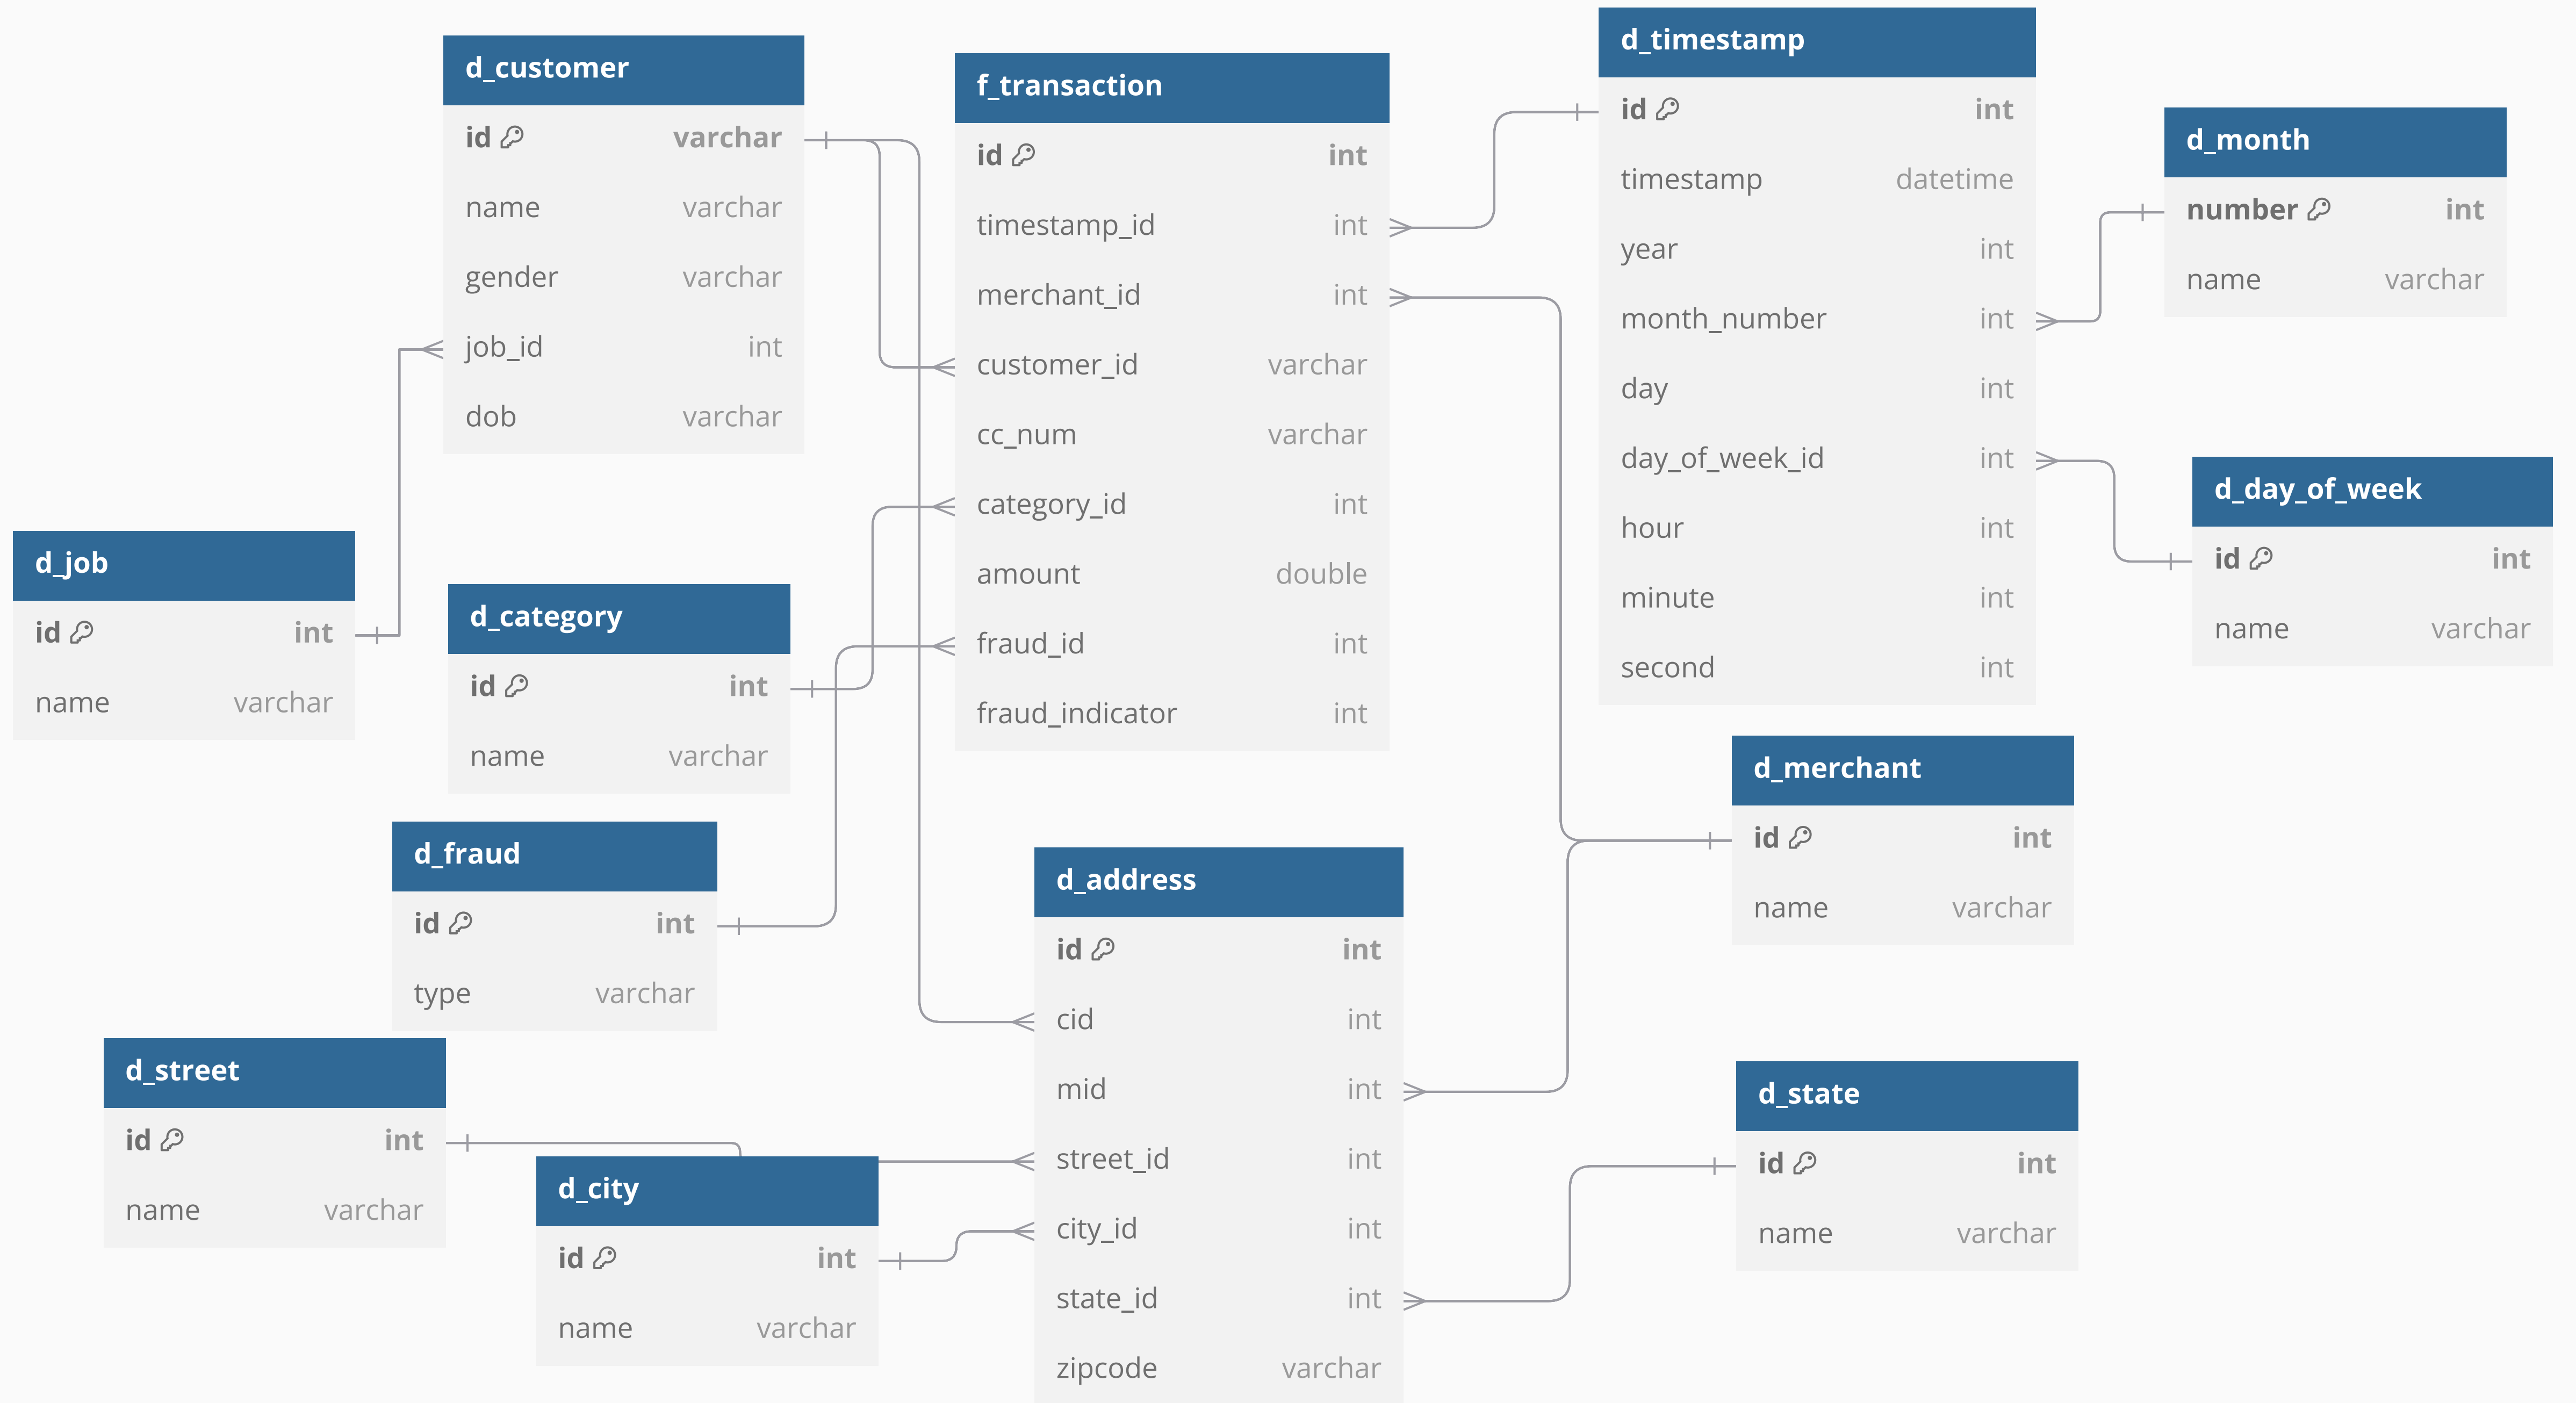 d_customer
id varchar
name varchar
gender varchar
job_id int
dob varchar
f_transaction
id int
timestamp_id int
merchant_id int
customer_id varchar
cc_num varchar
category_id int
amount double
fraud_id int
fraud_indicator int
d_timestamp
id int
timestamp datetime
year int
month_number int
day int
day_of_week_id int
hour int
minute int
second int
d_month
number int
name varchar
d_day_of_week
id int
name varchar
d_job
id int
name varchar
d_category
id int
name varchar
d_fraud
id int
type varchar
d_merchant
id int
name varchar
d_address
id int
cid int
mid int
street_id int
city_id int
state_id int
zipcode varchar
d_street
id int
name varchar
d_city
id int
name varchar
d_state
id int
name varchar